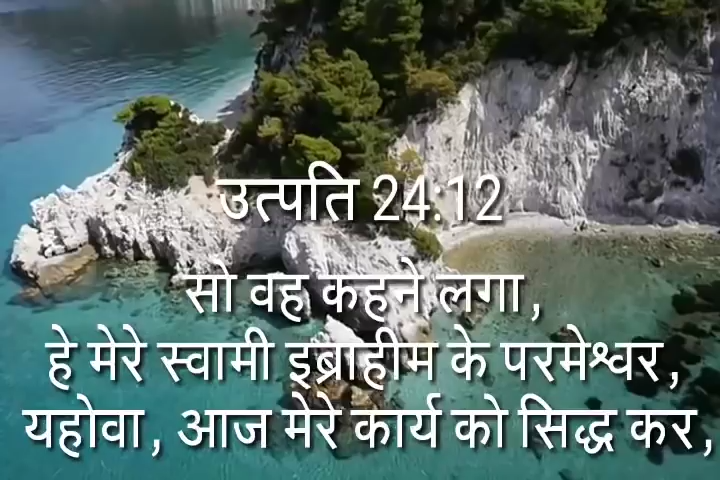 उत्पति 24:12
सो वह कहने लगा,
हे मेरे स्वामी इब्राहीम के परमेश्वर,
यहोवा, आज मेरे कार्य को सिद्ध कर,